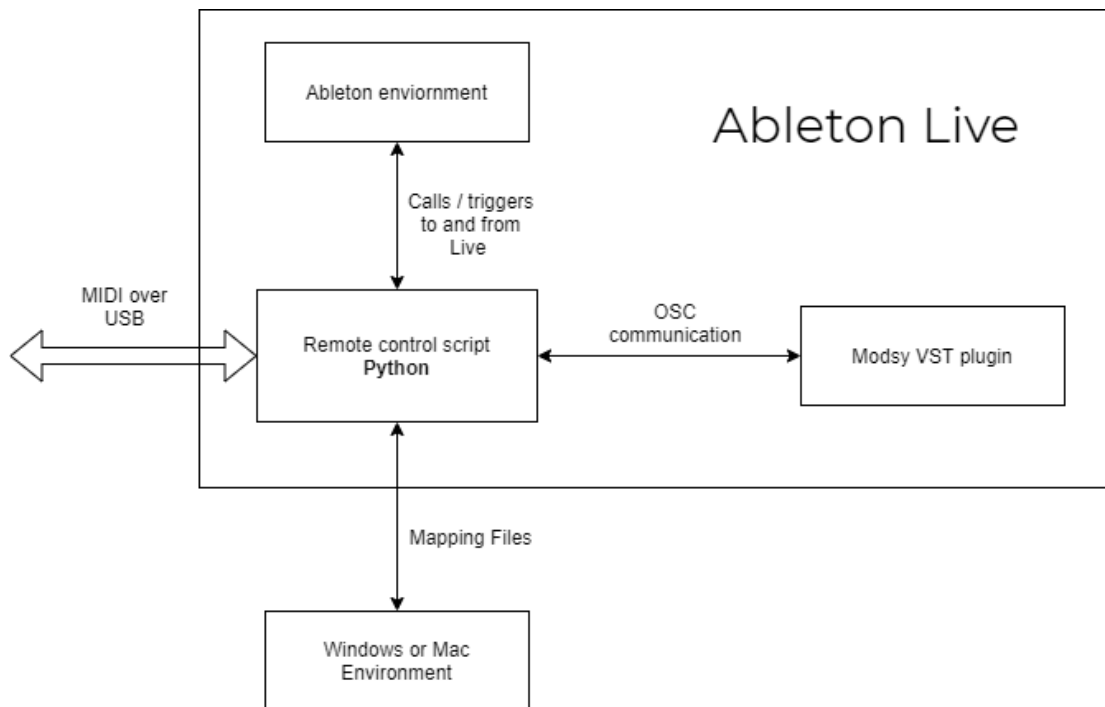 Ableton enviornment
Ableton Live
Calls / triggers
to and from
Live
MIDI over
USB
Remote control script
Python
OSC
communication
Modsy VST plugin
Mapping Files
Windows or Mac
Environment